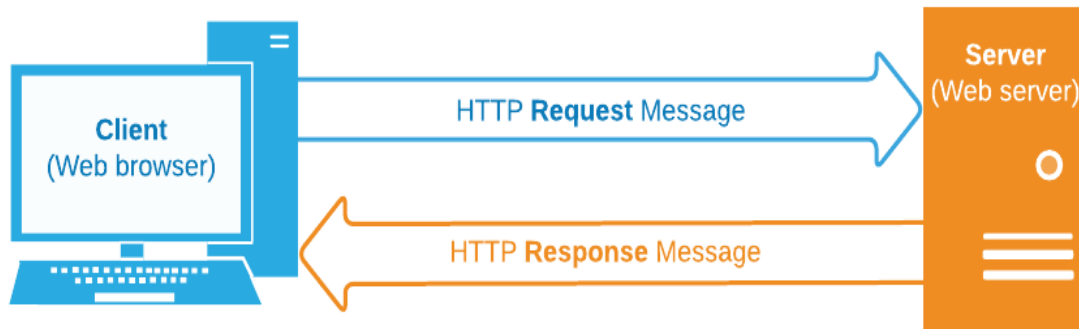 Client
(Web browser)
HTTP Request Message
HTTP Response Message
Server
(Web server)